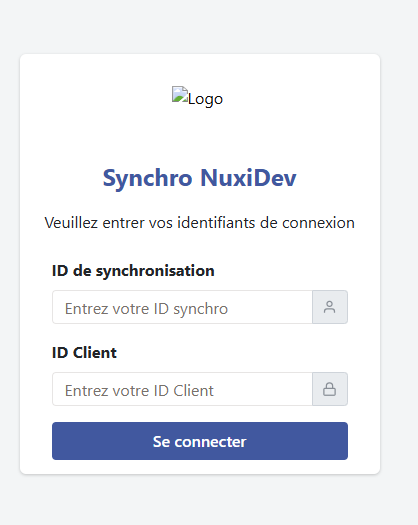 Logo
Synchro NuxiDev
Veuillez entrer vos identifiants de connexion
ID de synchronisation
Entrez votre ID synchro
ID Client
Entrez votre ID Client
Se connecter